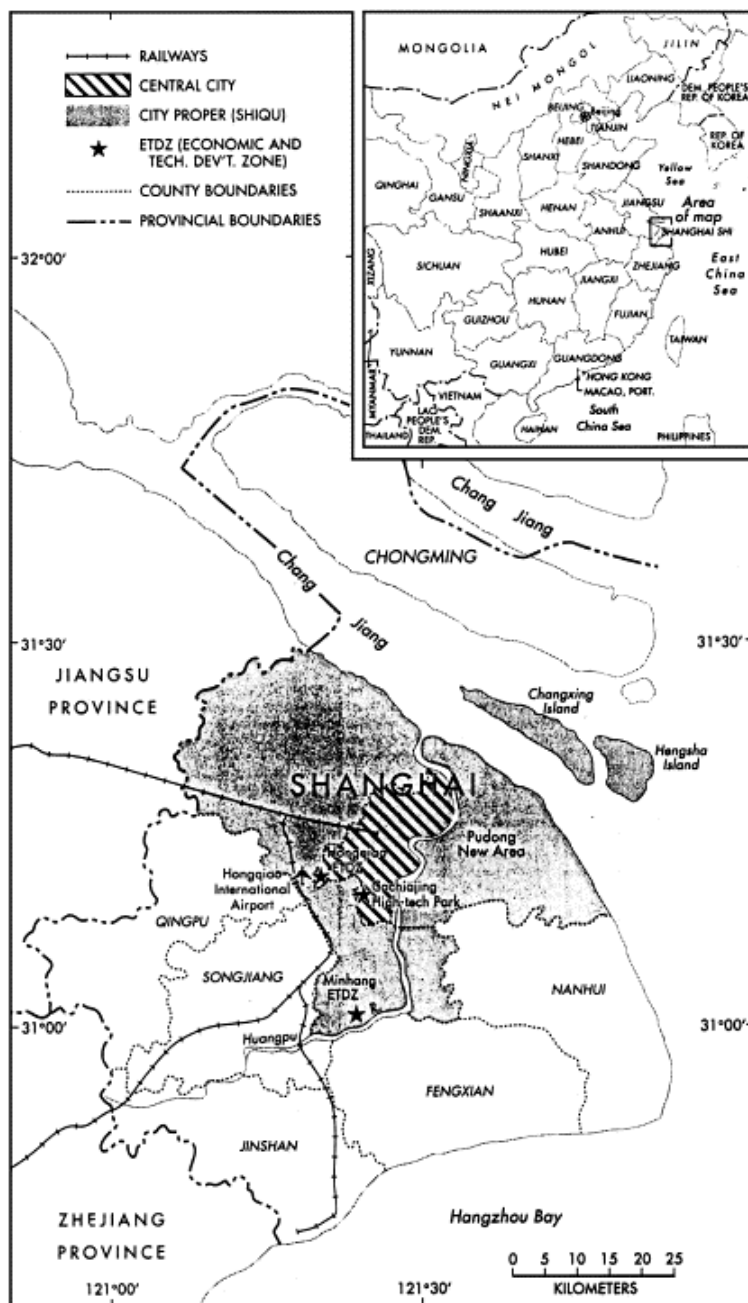 RAILWAYS
CENTRAL CITY
CITY PROPER (SHIQU)
ETDZ (ECONOMIC AND
TECH. DEV'T. ZONE)
COUNTY BOUNDARIES
PROVINCIAL BOUNDARIES
MONGOLIA
JILIN
NEI MONGOL
LIAONING
DEM. PEOPLE'S
REP. OF KOREA
BEIJING
Beijing
TIANJIN
REP. OF
KOREA
HEBEI
NINGXIA
SHANXI
SHANDONG
Yellow
Sea
QINGHAI
GANSU
SHAANXI
HENAN
JIANGSU
Area
of map
ANHUI
SHANGHAI SHI
XIZANG
SICHUAN
HUBEI
ZHEJIANG
East
China
Sea
HUNAN
JIANGXI
GUIZHOU
FUJIAN
YUNNAN
GUANGXI
GUANGDONG
TAIWAN
MYANMAR
VIETNAM
HONG KONG
MACAO, PORT.
LAO
PEOPLE'S
DEM.
REP.
South
China Sea
THAILAND
HAINAN
PHILIPPINES
32°00'
Chang Jiang
CHONGMING
Chang
Jiang
31°30'
31°30'
JIANGSU
PROVINCE
Changxing
Island
Hengsha
Island
SHANGHAI
Pudong
New Area
Hongqiao
ETDZ
Hongqiao
International
Airport
Gaohiajing
High-tech Park
QINGPU
SONGJIANG
Minhang
ETDZ
NANHUI
31°00'
31°00'
Huangpu
FENGXIAN
JINSHAN
ZHEJIANG
PROVINCE
Hangzhou Bay
0 5 10 15 20 25
KILOMETERS
121°00'
121°30'